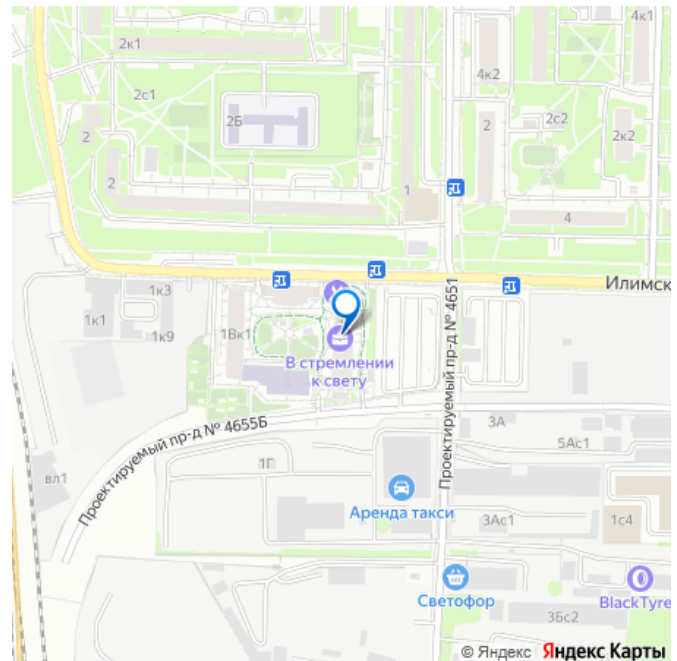 2к1
4к1
2с1
4к2
2Б
2с2
2
2
2к2
2
1
4
Илимск
1к3
1к1
1Вк1
1к9
В стремлении
к свету
Проектируемый пр-д № 4651
Проектируемый пр-д № 4655Б
3А
5Ас1
1Г
вл1
Аренда такси
3Ас1
1с4
Светофор
BlackTyre
3Бс2
© Яндекс Яндекс Карты